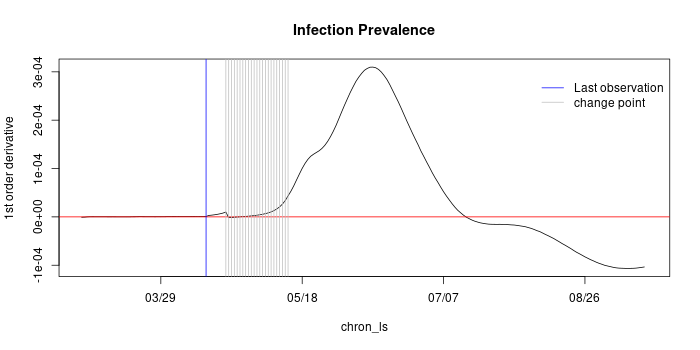 Infection Prevalence
1st order derivative
3e-04
2e-04
1e-04
0e+00
-1e-04
Last observation
change point
03/29
05/18
07/07
08/26
chron_ls